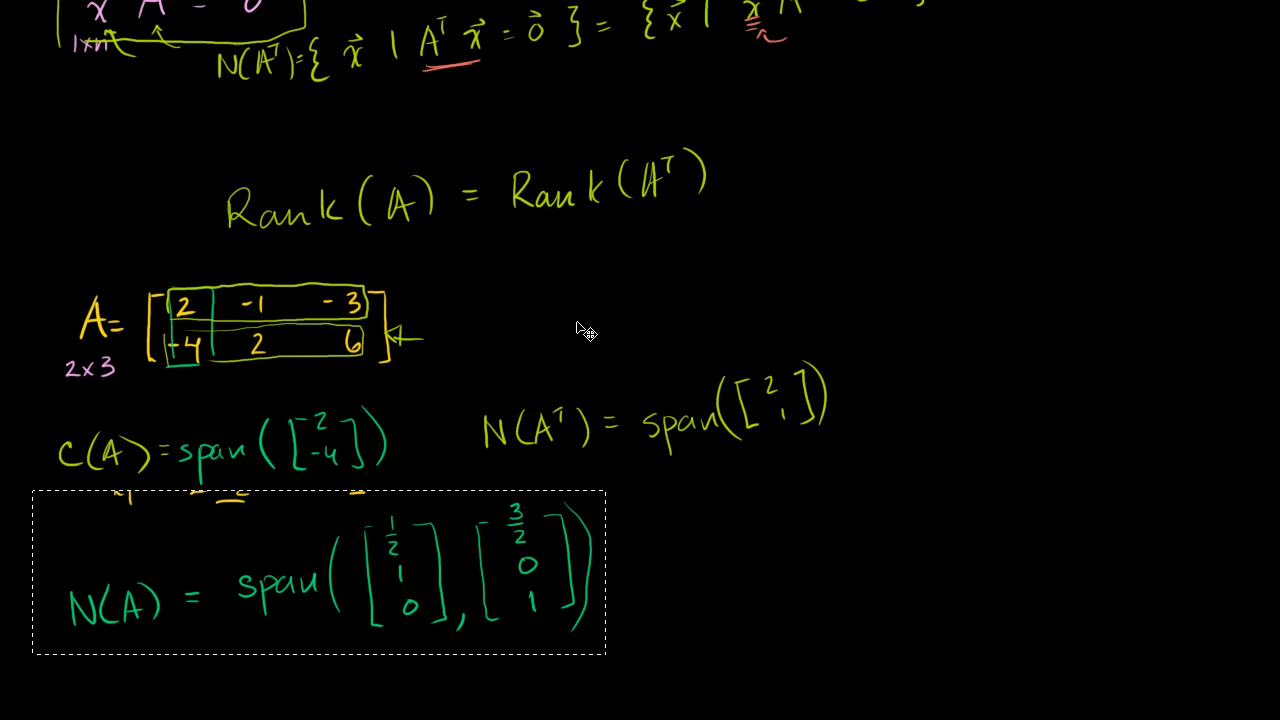 x⃗ A = 0
1×n
N(Aᵀ) = { x⃗ | Aᵀ x⃗ = 0⃗ } = { x⃗ | x⃗ A
Rank(A) = Rank(Aᵀ)
A = [ 2 -1 -3
-4 2 6 ]
2×3
C(A) = span ( [ 2 -4 ] )
N(Aᵀ) = span ( [ 2 1 ] )
N(A) = span ( [ 1/2 1 0 ] , [ 3/2 0 1 ] )